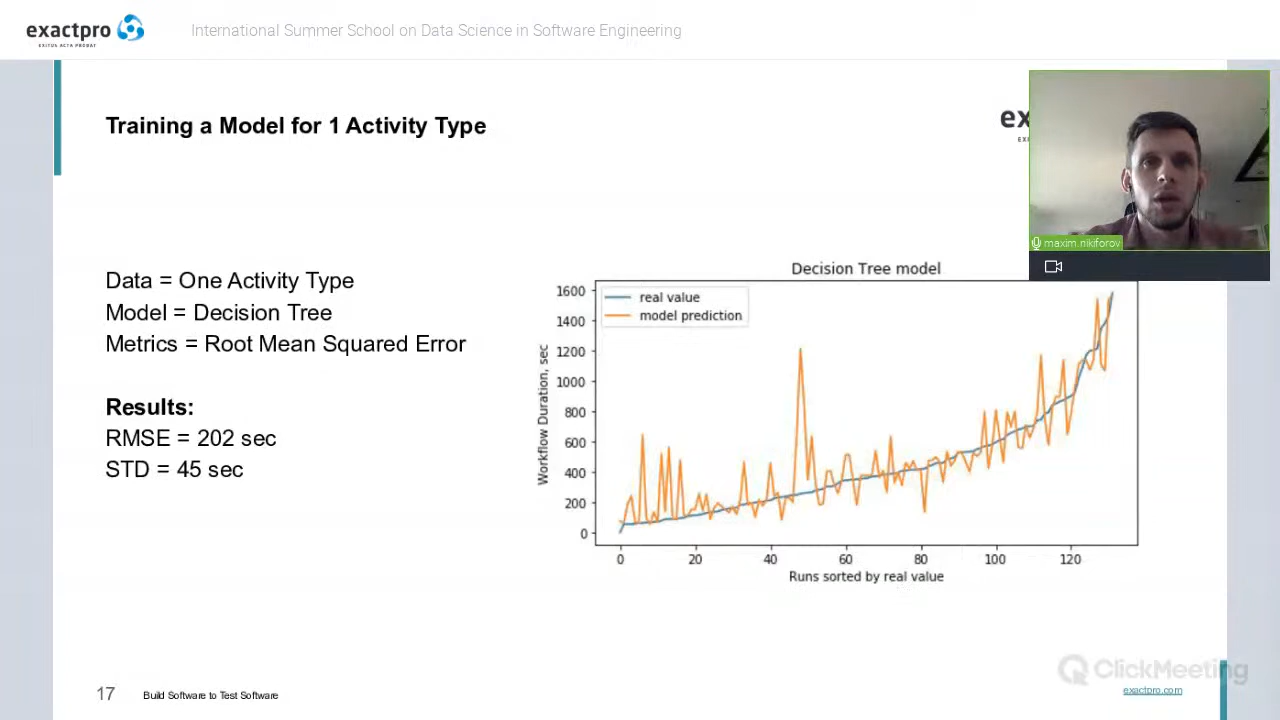 exactpro
EXITUS ACTA PROBAT
International Summer School on Data Science in Software Engineering
Training a Model for 1 Activity Type
ex
maxim.nikiforov
Data = One Activity Type
Model = Decision Tree
Metrics = Root Mean Squared Error
Results:
RMSE = 202 sec
STD = 45 sec
Decision Tree model
real value
model prediction
Workflow Duration, sec
1600
1400
1200
1000
800
600
400
200
0
0 20 40 60 80 100 120
Runs sorted by real value
ClickMeeting
17 Build Software to Test Software
exactpro.com